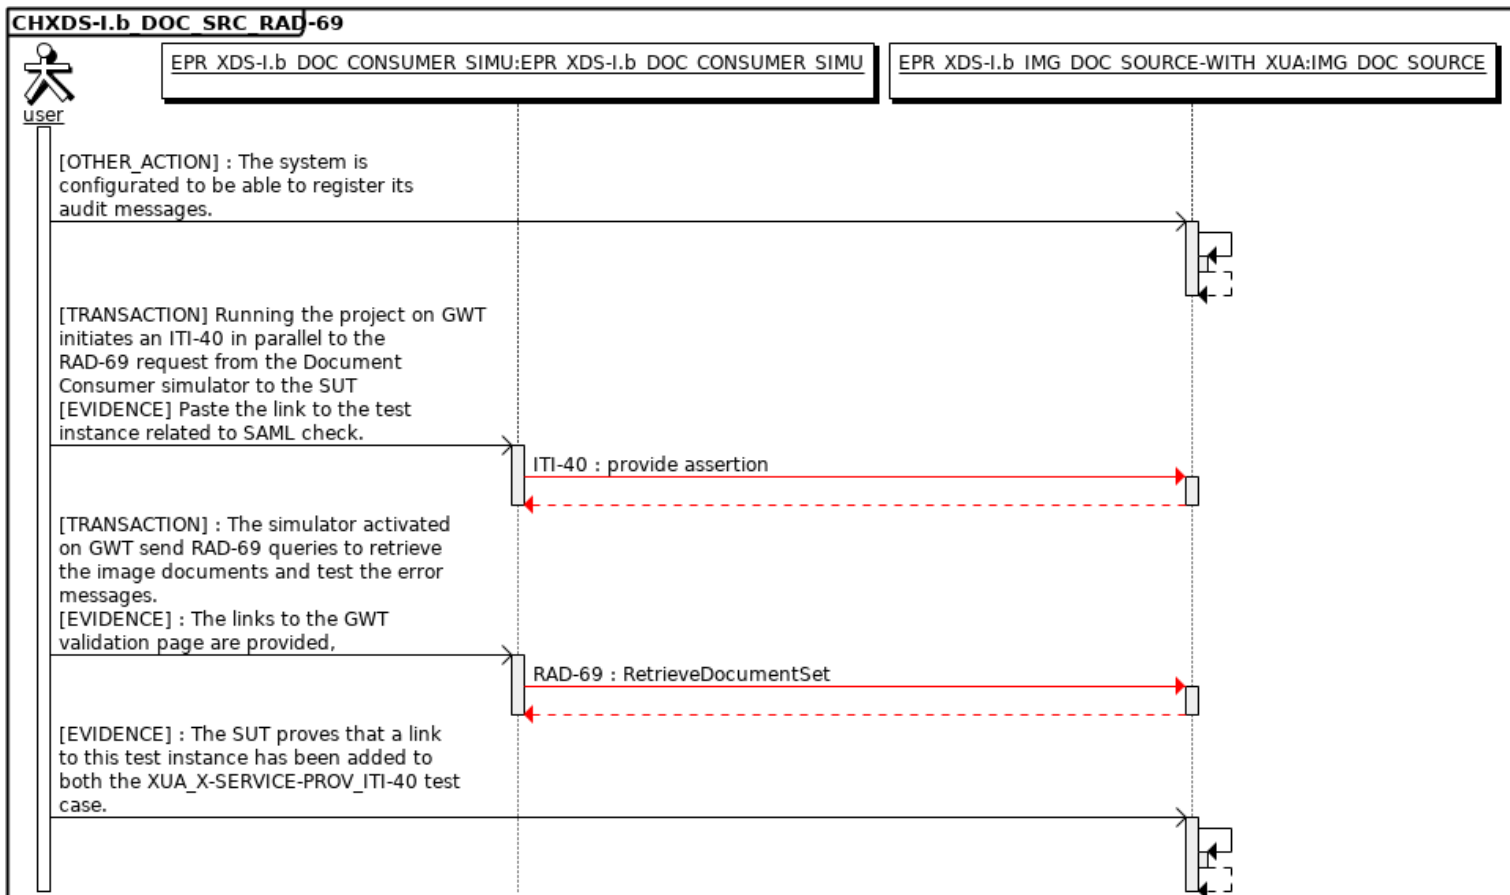 CHXDS-I.b_DOC_SRC_RAD-69
user
EPR XDS-I.b DOC CONSUMER SIMU:EPR XDS-I.b DOC CONSUMER SIMU
EPR XDS-I.b IMG DOC SOURCE-WITH XUA:IMG DOC SOURCE
[OTHER_ACTION] : The system is
configurated to be able to register its
audit messages.
[TRANSACTION] Running the project on GWT
initiates an ITI-40 in parallel to the
RAD-69 request from the Document
Consumer simulator to the SUT
[EVIDENCE] Paste the link to the test
instance related to SAML check.
ITI-40 : provide assertion
[TRANSACTION] : The simulator activated
on GWT send RAD-69 queries to retrieve
the image documents and test the error
messages.
[EVIDENCE] : The links to the GWT
validation page are provided,
RAD-69 : RetrieveDocumentSet
[EVIDENCE] : The SUT proves that a link
to this test instance has been added to
both the XUA_X-SERVICE-PROV_ITI-40 test
case.